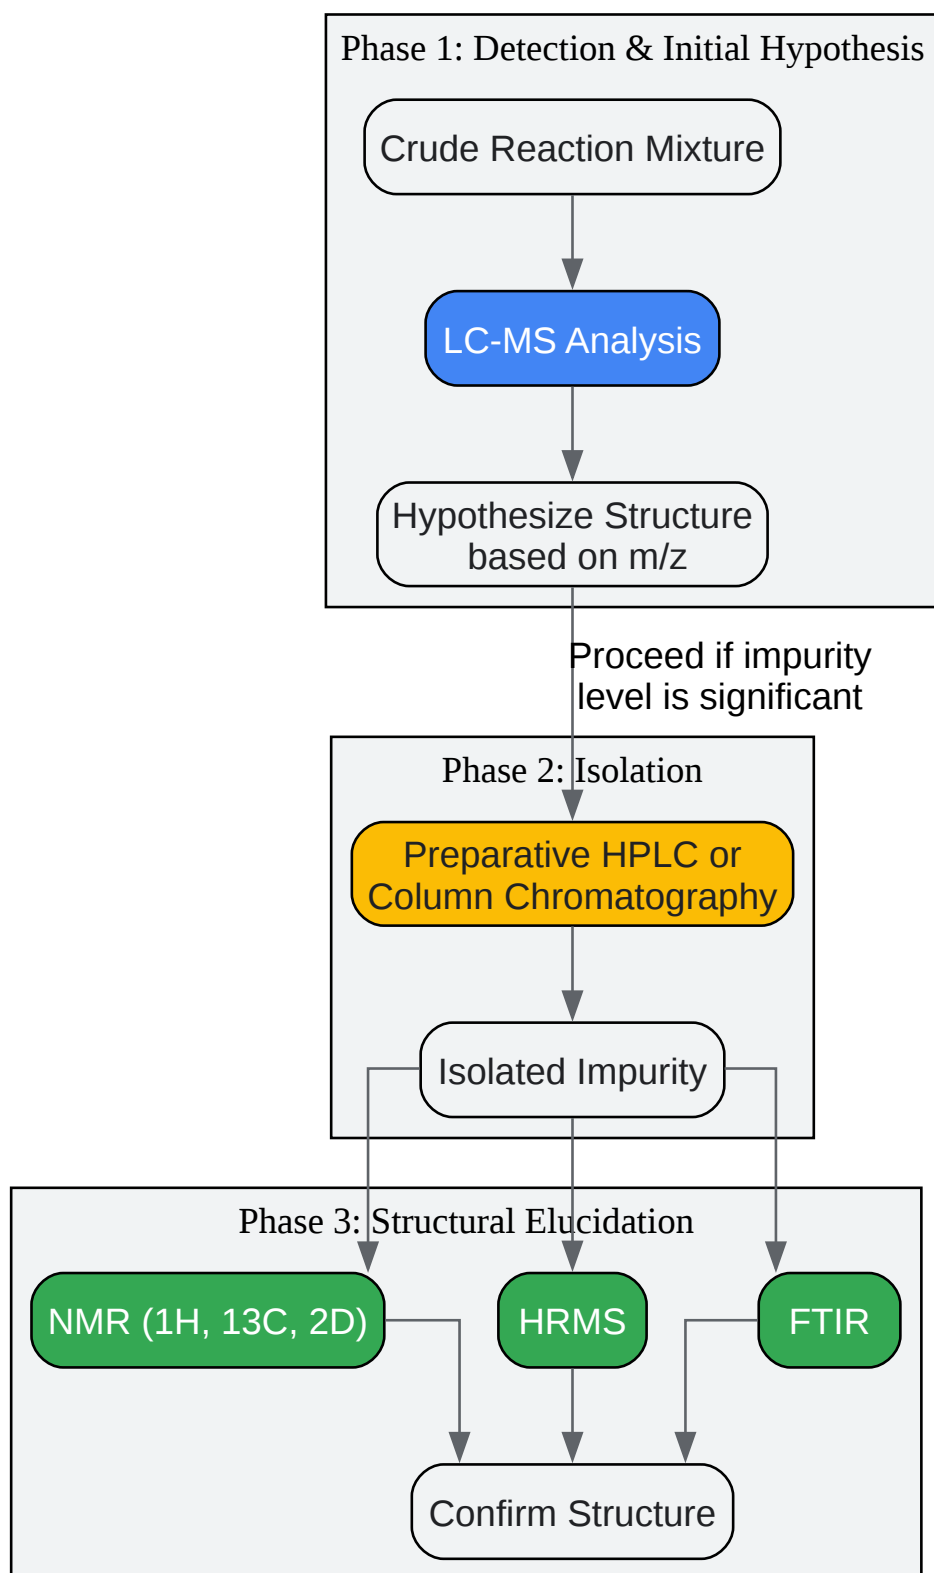 Phase 1: Detection & Initial Hypothesis
Crude Reaction Mixture
LC-MS Analysis
Hypothesize Structure
based on m/z
Proceed if impurity
level is significant
Phase 2: Isolation
Preparative HPLC or
Column Chromatography
Isolated Impurity
Phase 3: Structural Elucidation
NMR (1H, 13C, 2D)
HRMS
FTIR
Confirm Structure